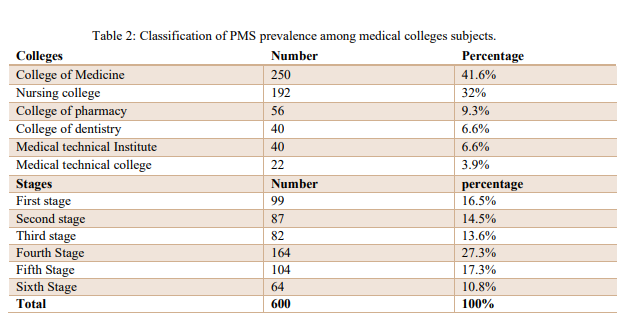 Table 2: Classification of PMS prevalence among medical colleges subjects.
Colleges Number Percentage
College of Medicine 250 41.6%
Nursing college 192 32%
College of pharmacy 56 9.3%
College of dentistry 40 6.6%
Medical technical Institute 40 6.6%
Medical technical college 22 3.9%
Stages Number percentage
First stage 99 16.5%
Second stage 87 14.5%
Third stage 82 13.6%
Fourth Stage 164 27.3%
Fifth Stage 104 17.3%
Sixth Stage 64 10.8%
Total 600 100%